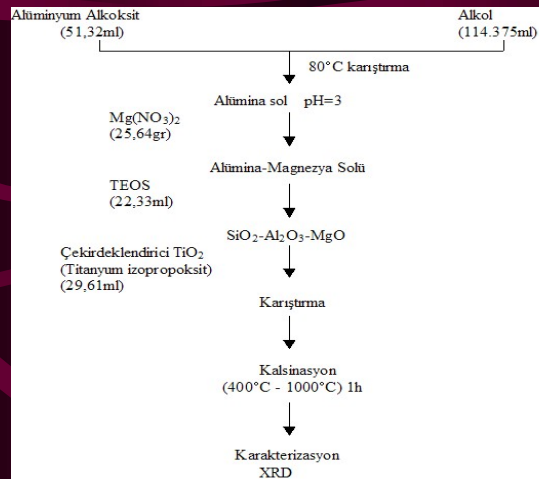 Alüminyum Alkoksit
(51,32ml)
Alkol
(114.375ml)
80°C karıştırma
Alümina sol pH=3
Mg(NO₃)₂
(25,64gr)
Alümina-Magnezya Solü
TEOS
(22,33ml)
SiO₂-Al₂O₃-MgO
Çekirdeklendirici TiO₂
(Titanyum izopropoksit)
(29,61ml)
Karıştırma
Kalsinasyon
(400°C - 1000°C) 1h
Karakterizasyon
XRD